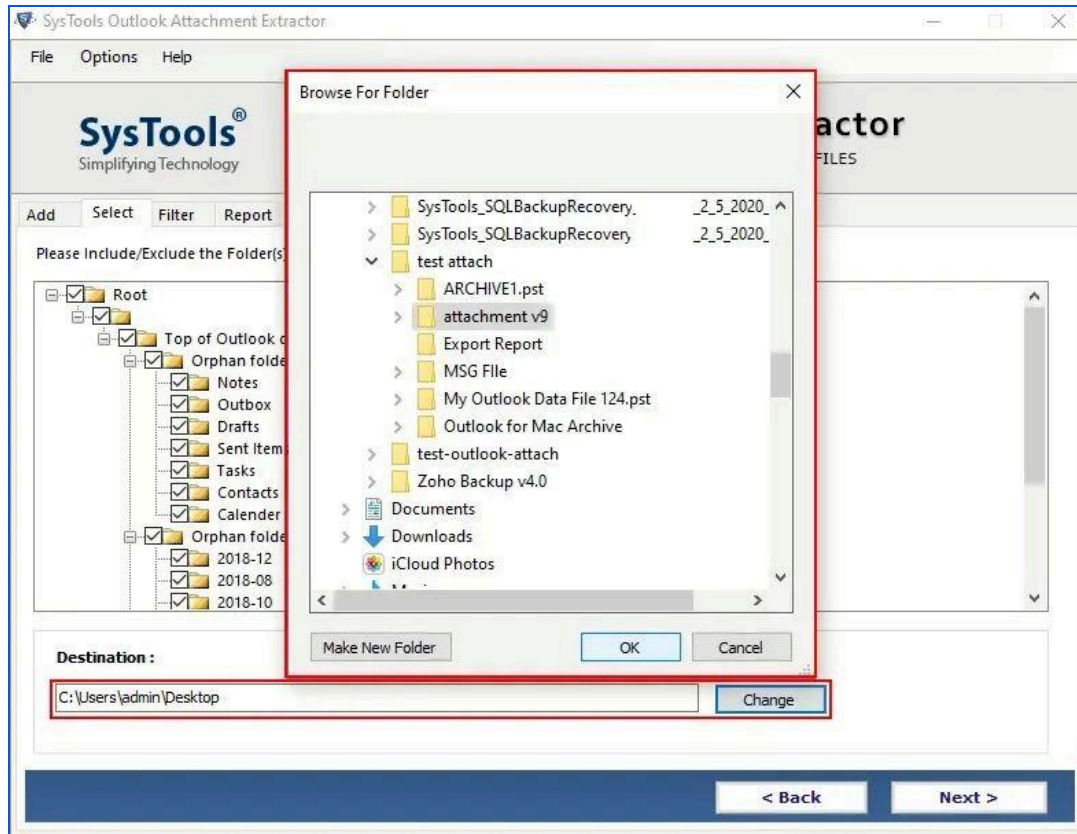 SysTools Outlook Attachment Extractor
File Options Help
SysTools®
Simplifying Technology
actor
FILES
Add Select Filter Report
Please Include/Exclude the Folder(s)
Root
Top of Outlook
Orphan folde
Notes
Outbox
Drafts
Sent Item
Tasks
Contacts
Calender
Orphan folde
2018-12
2018-08
2018-10
Browse For Folder
SysTools_SQLBackupRecovery_ _2_5_2020_
SysTools_SQLBackupRecovery _2_5_2020_
test attach
ARCHIVE1.pst
attachment v9
Export Report
MSG FIle
My Outlook Data File 124.pst
Outlook for Mac Archive
test-outlook-attach
Zoho Backup v4.0
Documents
Downloads
iCloud Photos
Make New Folder OK Cancel
Destination :
C:\Users\admin\Desktop Change
< Back Next >